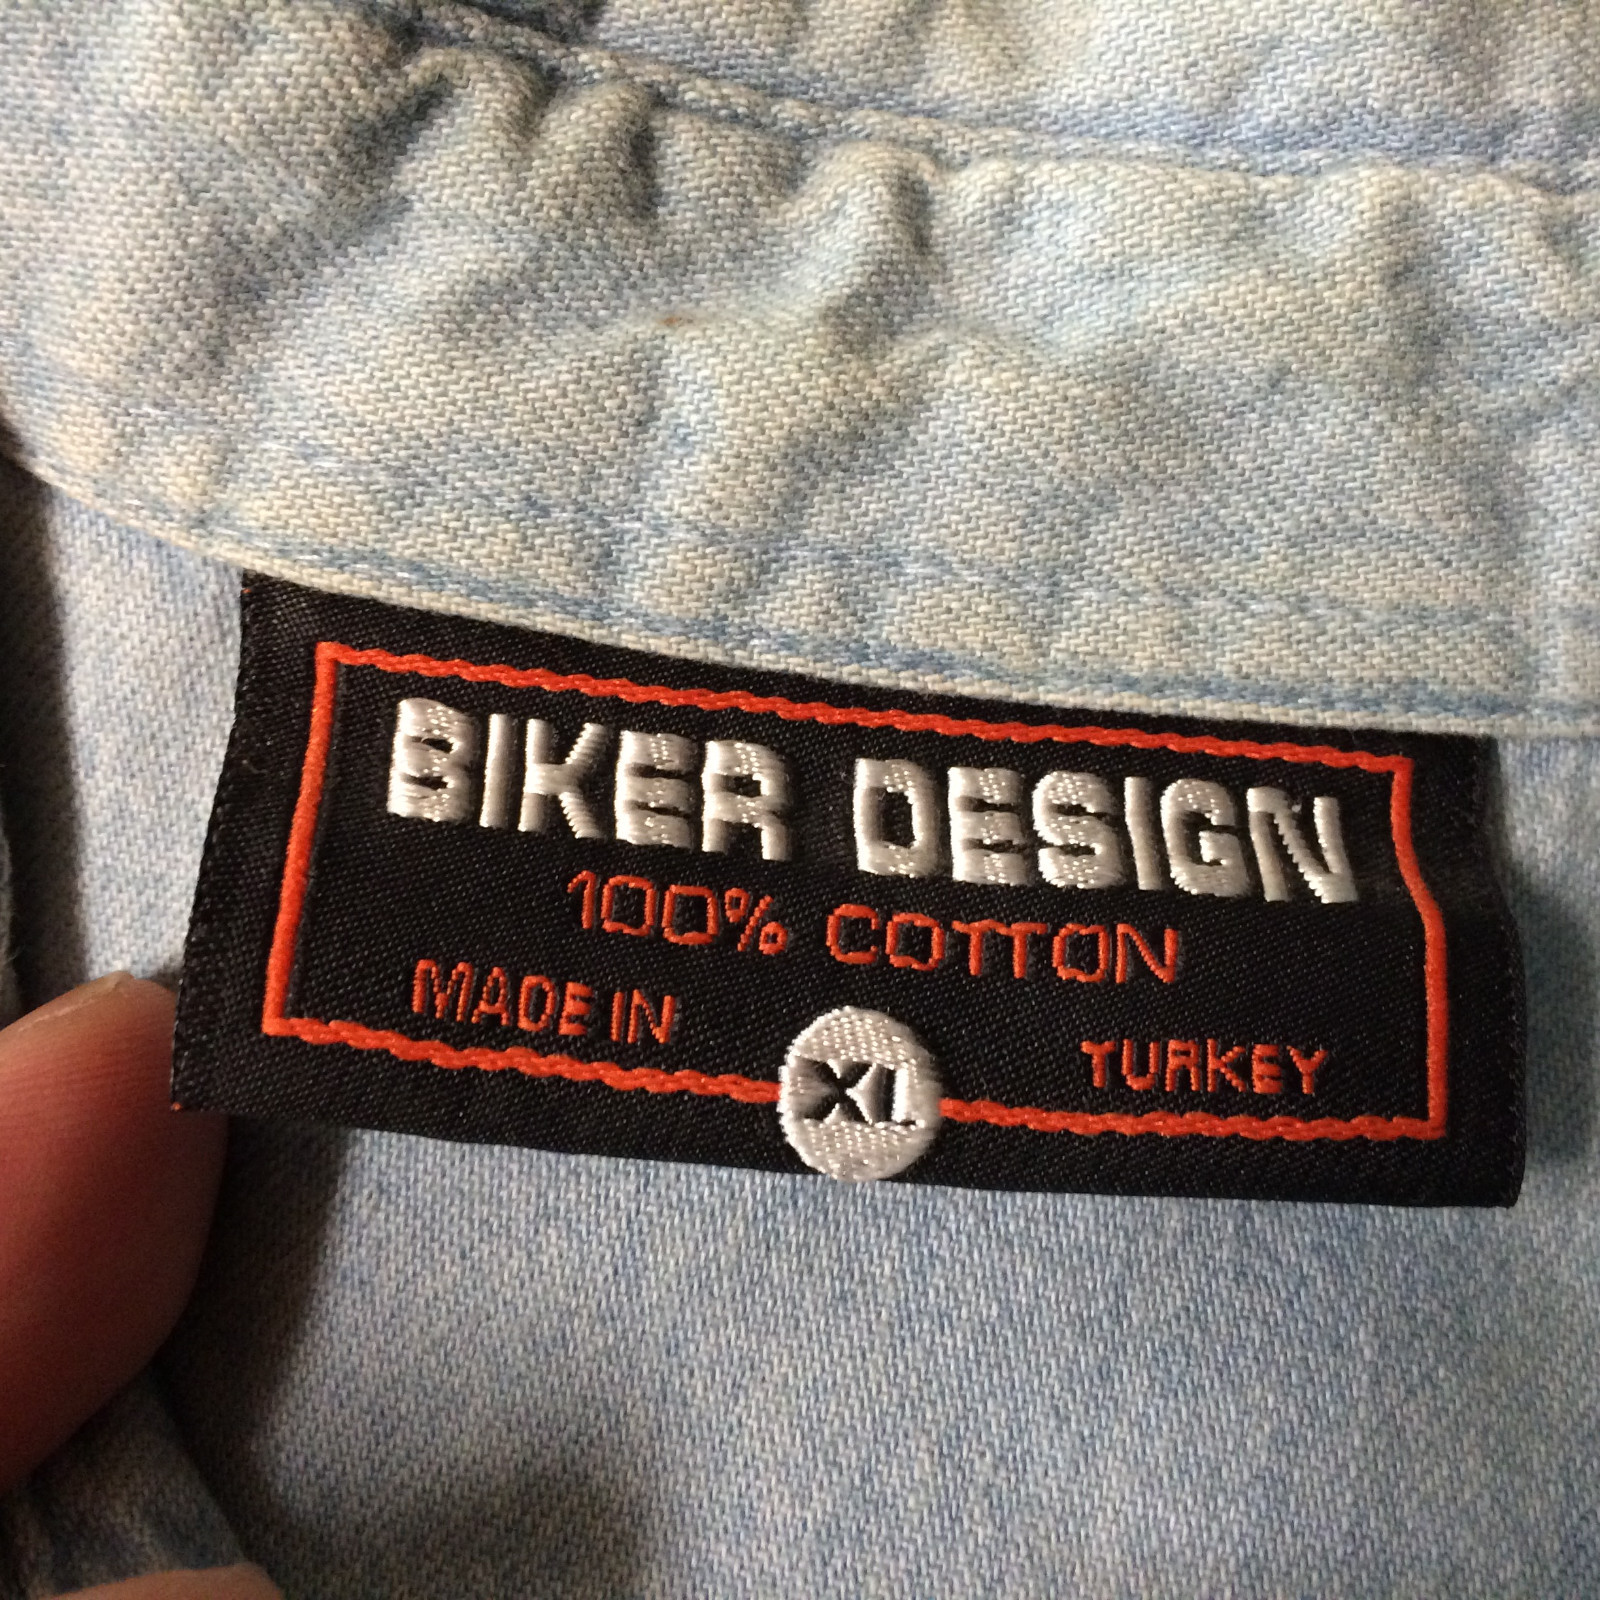 BIKER DESIGN
100% COTTON
MADE IN TURKEY
XL